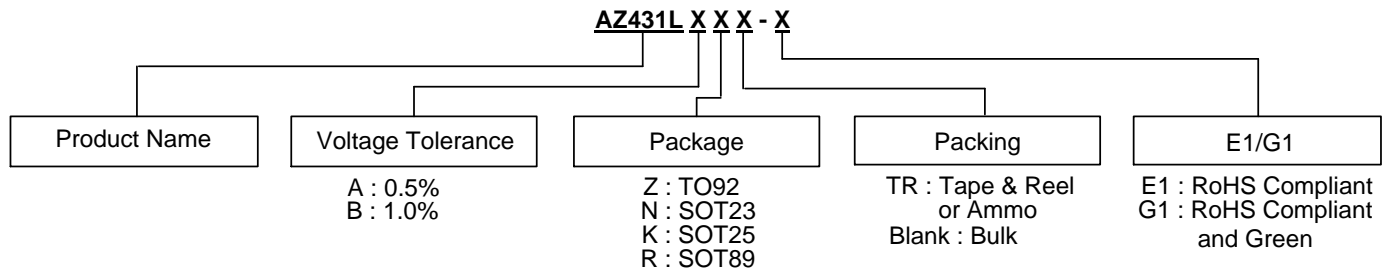 AZ431L X X X - X
Product Name
Voltage Tolerance
A : 0.5%
B : 1.0%
Package
Z : TO92
N : SOT23
K : SOT25
R : SOT89
Packing
TR : Tape & Reel
or Ammo
Blank : Bulk
E1/G1
E1 : RoHS Compliant
G1 : RoHS Compliant
and Green